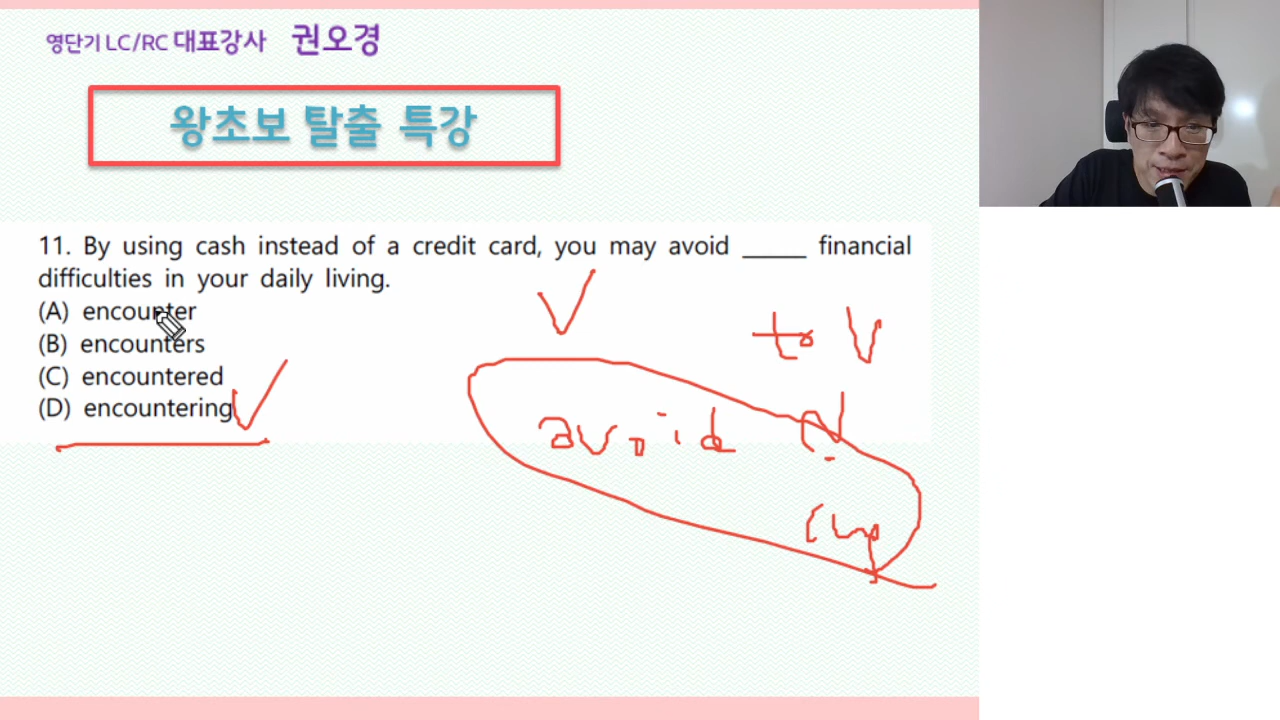 영단기 LC/RC 대표강사 권오경
왕초보 탈출 특강
11. By using cash instead of a credit card, you may avoid _____ financial
difficulties in your daily living.
(A) encounter
(B) encounters
(C) encountered
(D) encountering
V
to V
avoid N